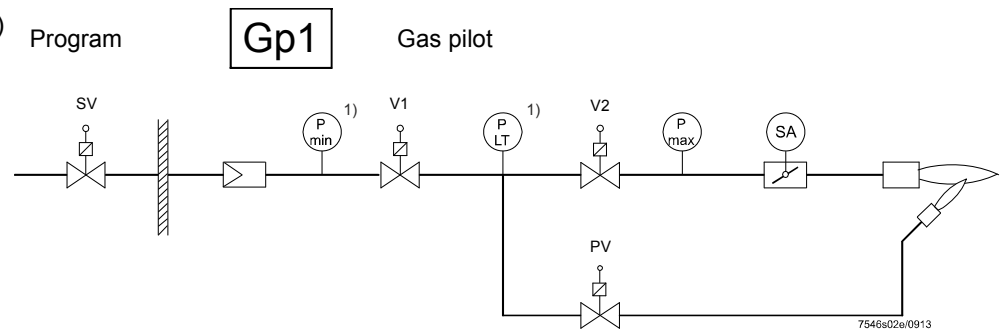 )
Program Gp1 Gas pilot
SV
P min 1)
V1
P LT 1)
V2
P max
SA
PV
7546s02e/0913